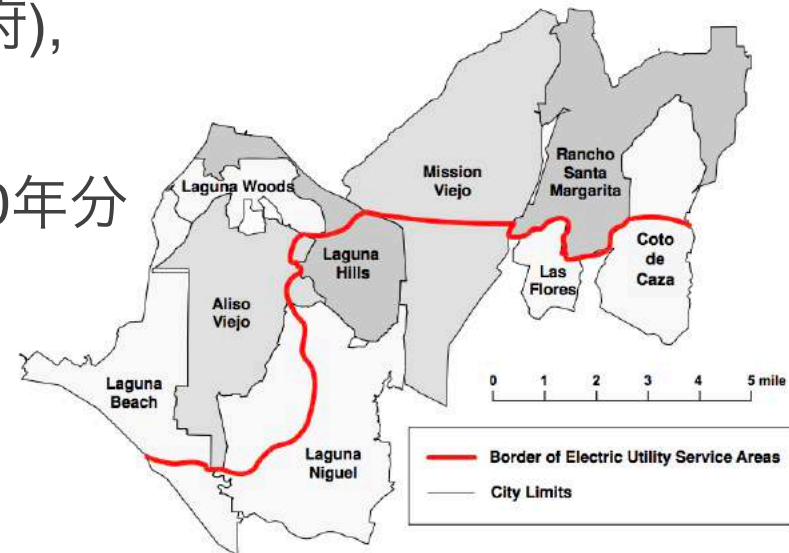 府),
0年分
Laguna Woods
Mission
Viejo
Rancho
Santa
Margarita
Laguna
Hills
Las
Flores
Coto
de
Caza
Aliso
Viejo
Laguna
Beach
Laguna
Niguel
0 1 2 3 4 5 mile
Border of Electric Utility Service Areas
City Limits